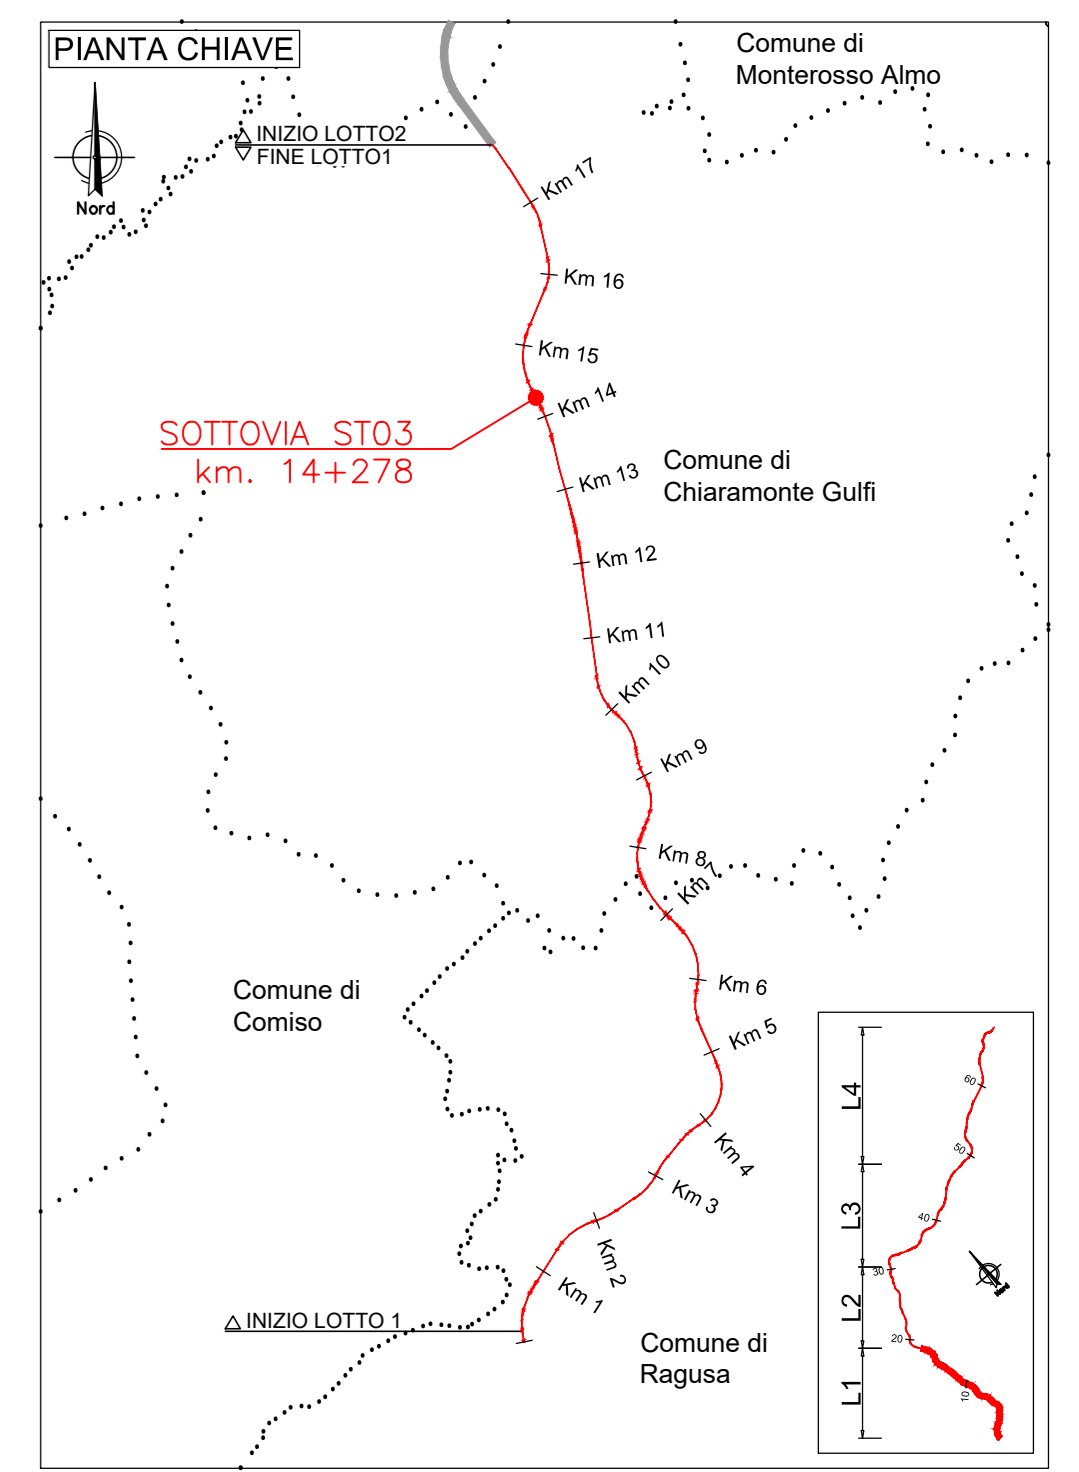 PIANTA CHIAVE
Comune di
Monterosso Almo
INIZIO LOTTO2
FINE LOTTO1
Nord
Km 17
Km 16
Km 15
Km 14
SOTTOVIA ST03
km. 14+278
Comune di
Chiaramonte Gulfi
Km 13
Km 12
Km 11
Km 10
Km 9
Km 8
Km 7
Km 6
Comune di
Comiso
Km 5
Km 4
Km 3
Km 2
Km 1
INIZIO LOTTO 1
Comune di
Ragusa
L4
60
50
L3
40
30
L2
20
L1
10